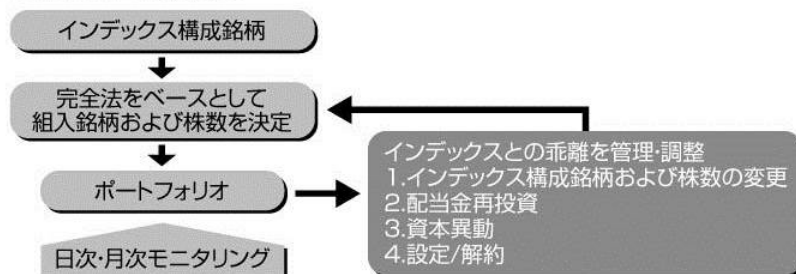 インデックス構成銘柄
完全法をベースとして
組入銘柄および株数を決定
ポートフォリオ
日次・月次モニタリング
インデックスとの乖離を管理・調整
1.インデックス構成銘柄および株数の変更
2.配当金再投資
3.資本異動
4.設定/解約